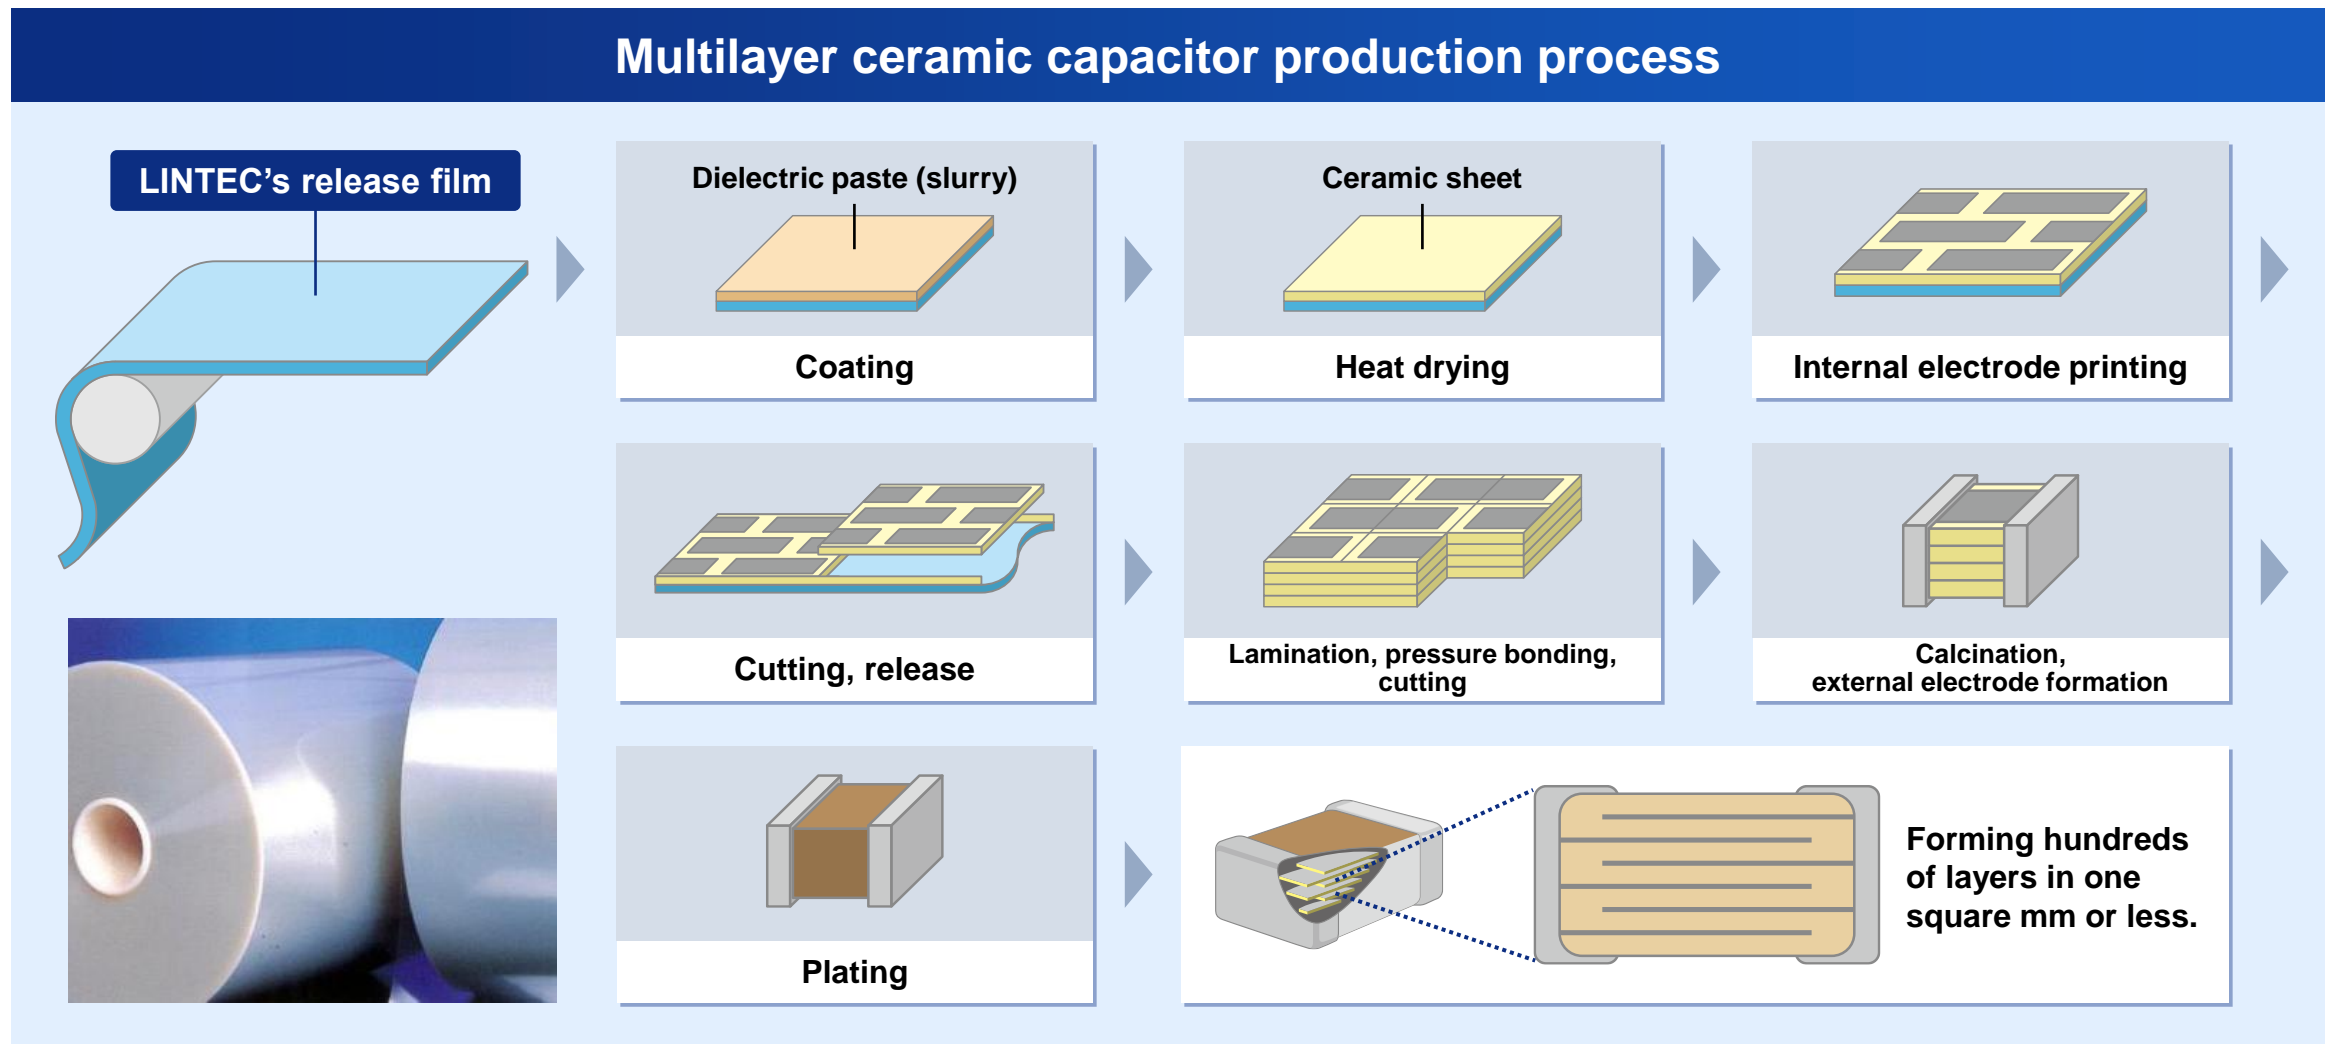 Multilayer ceramic capacitor production process
LINTEC’s release film
Dielectric paste (slurry)
Coating
Ceramic sheet
Heat drying
Internal electrode printing
Cutting, release
Lamination, pressure bonding,
cutting
Calcination,
external electrode formation
Plating
Forming hundreds
of layers in one
square mm or less.